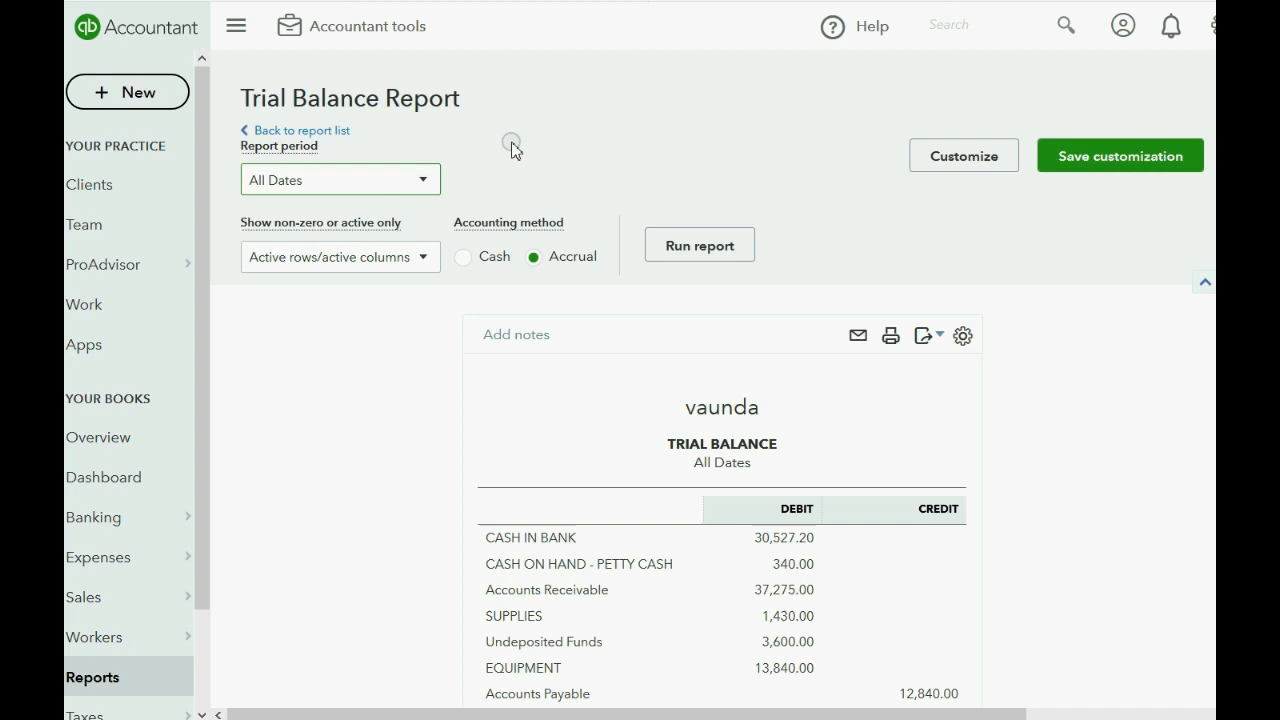 qb Accountant
Accountant tools
Help
Search
+ New
YOUR PRACTICE
Clients
Team
ProAdvisor
Work
Apps
YOUR BOOKS
Overview
Dashboard
Banking
Expenses
Sales
Workers
Reports
Taxes
Trial Balance Report
Back to report list
Report period
All Dates
Customize
Save customization
Show non-zero or active only
Accounting method
Active rows/active columns
Cash
Accrual
Run report
Add notes
vaunda
TRIAL BALANCE
All Dates
DEBIT CREDIT
CASH IN BANK 30,527.20
CASH ON HAND - PETTY CASH 340.00
Accounts Receivable 37,275.00
SUPPLIES 1,430.00
Undeposited Funds 3,600.00
EQUIPMENT 13,840.00
Accounts Payable 12,840.00